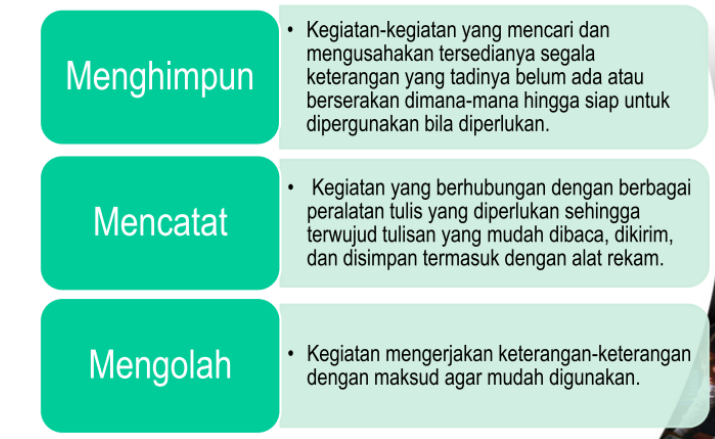 Menghimpun
• Kegiatan-kegiatan yang mencari dan
mengusahakan tersedianya segala
keterangan yang tadinya belum ada atau
berserakan dimana-mana hingga siap untuk
dipergunakan bila diperlukan.
Mencatat
• Kegiatan yang berhubungan dengan berbagai
peralatan tulis yang diperlukan sehingga
terwujud tulisan yang mudah dibaca, dikirim,
dan disimpan termasuk dengan alat rekam.
Mengolah
• Kegiatan mengerjakan keterangan-keterangan
dengan maksud agar mudah digunakan.